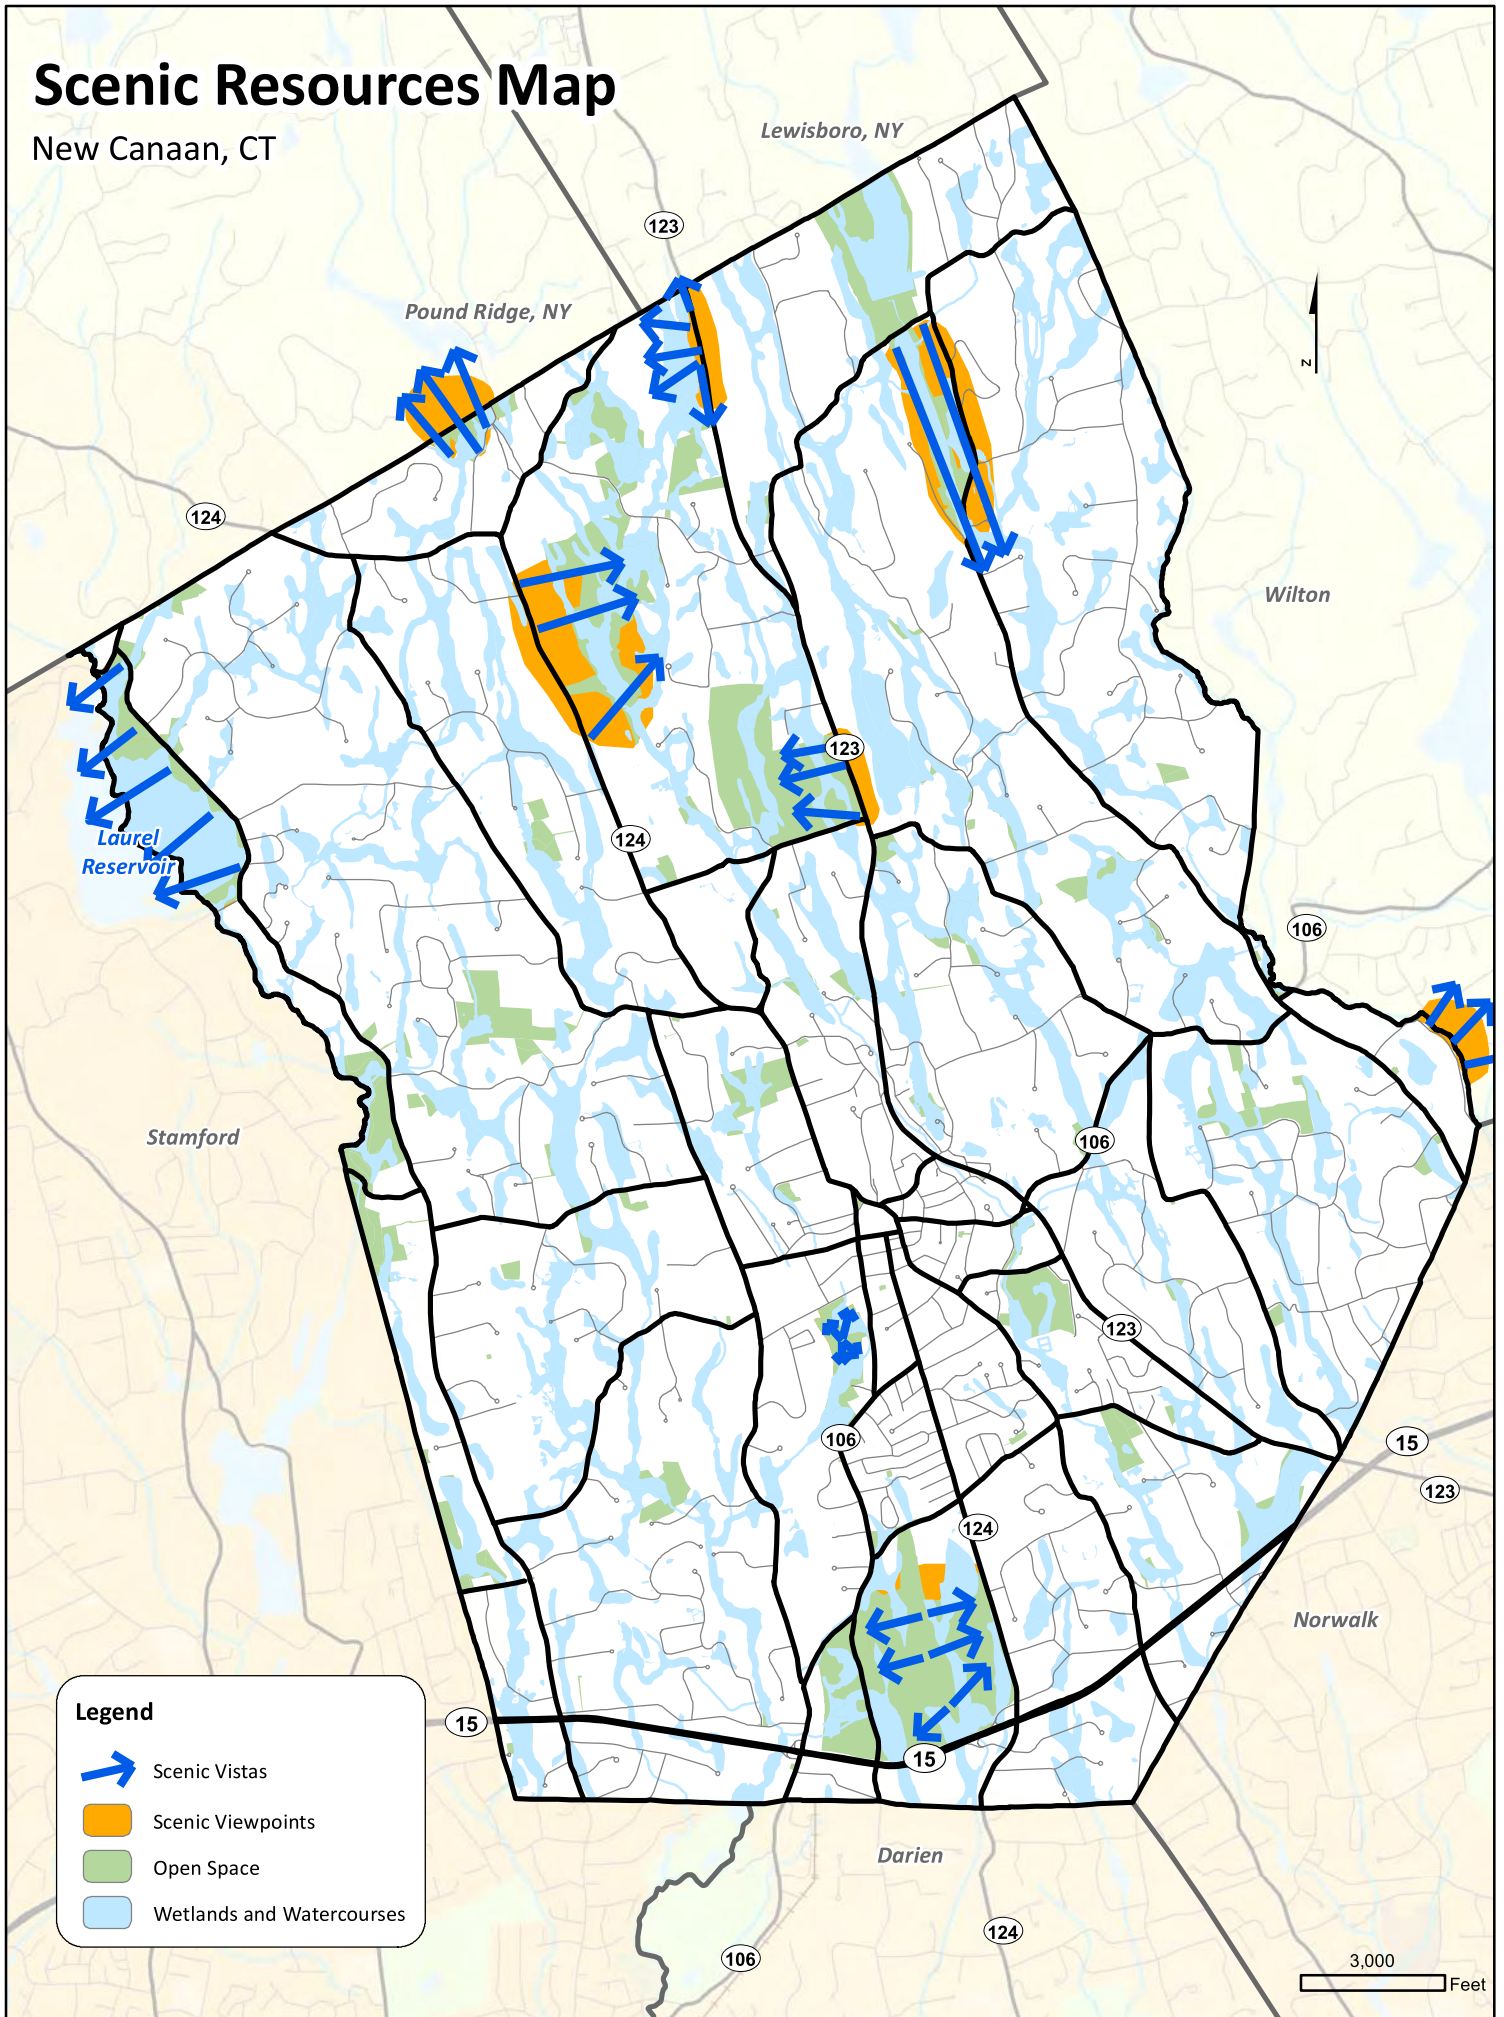 Scenic Resources Map
New Canaan, CT
Lewisboro, NY
123
Pound Ridge, NY
N
124
Wilton
123
124
Laurel
Reservoir
106
Stamford
106
123
106
15
123
124
Norwalk
15
15
Darien
124
106
Legend
Scenic Vistas
Scenic Viewpoints
Open Space
Wetlands and Watercourses
3,000
Feet